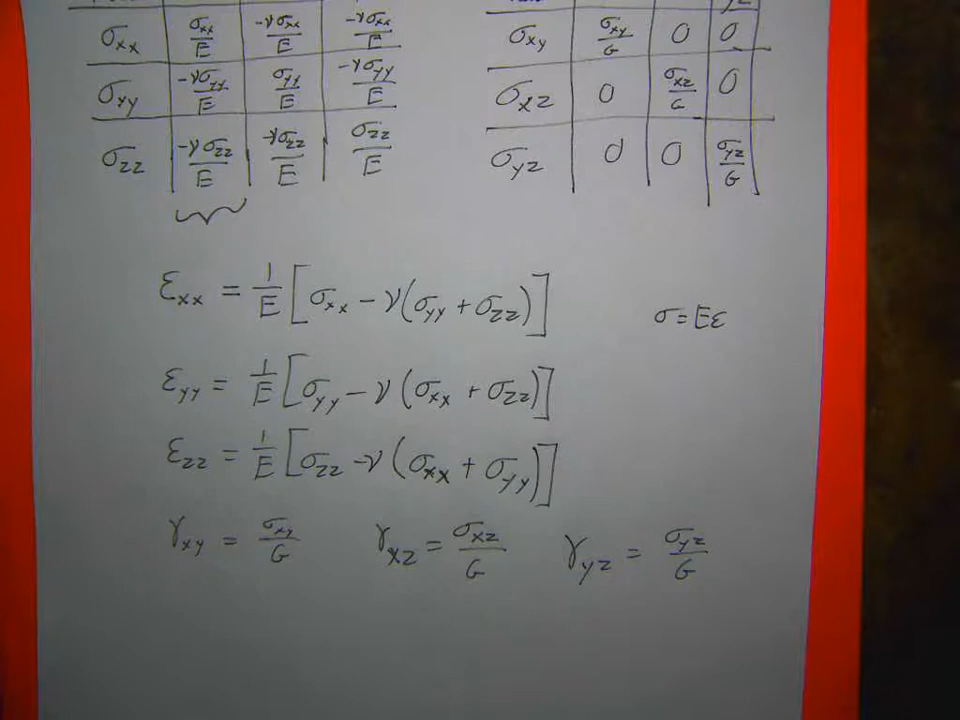 σxx | σxx/E | -νσxx/E | -νσxx/E
σxy | -νσyy/E | σyy/E | -νσyy/E
σzz | -νσzz/E | -νσzz/E | σzz/E
σxy | σxy/G | 0 | 0
σxz | 0 | σxz/G | 0
σyz | 0 | 0 | σyz/G
εxx = 1/E [σxx - ν(σyy + σzz)]
σ = Eε
εyy = 1/E [σyy - ν(σxx + σzz)]
εzz = 1/E [σzz - ν(σxx + σyy)]
γxy = σxy/G γxz = σxz/G γyz = σyz/G